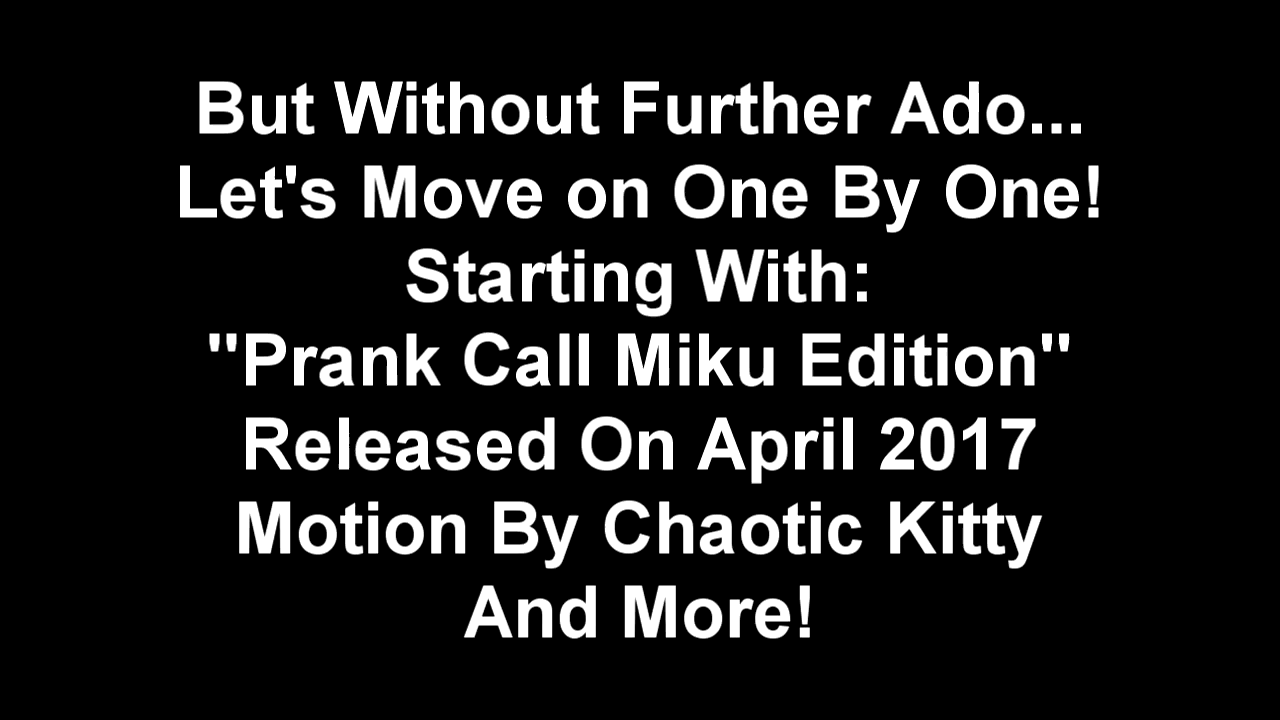 But Without Further Ado...
Let's Move on One By One!
Starting With:
"Prank Call Miku Edition"
Released On April 2017
Motion By Chaotic Kitty
And More!